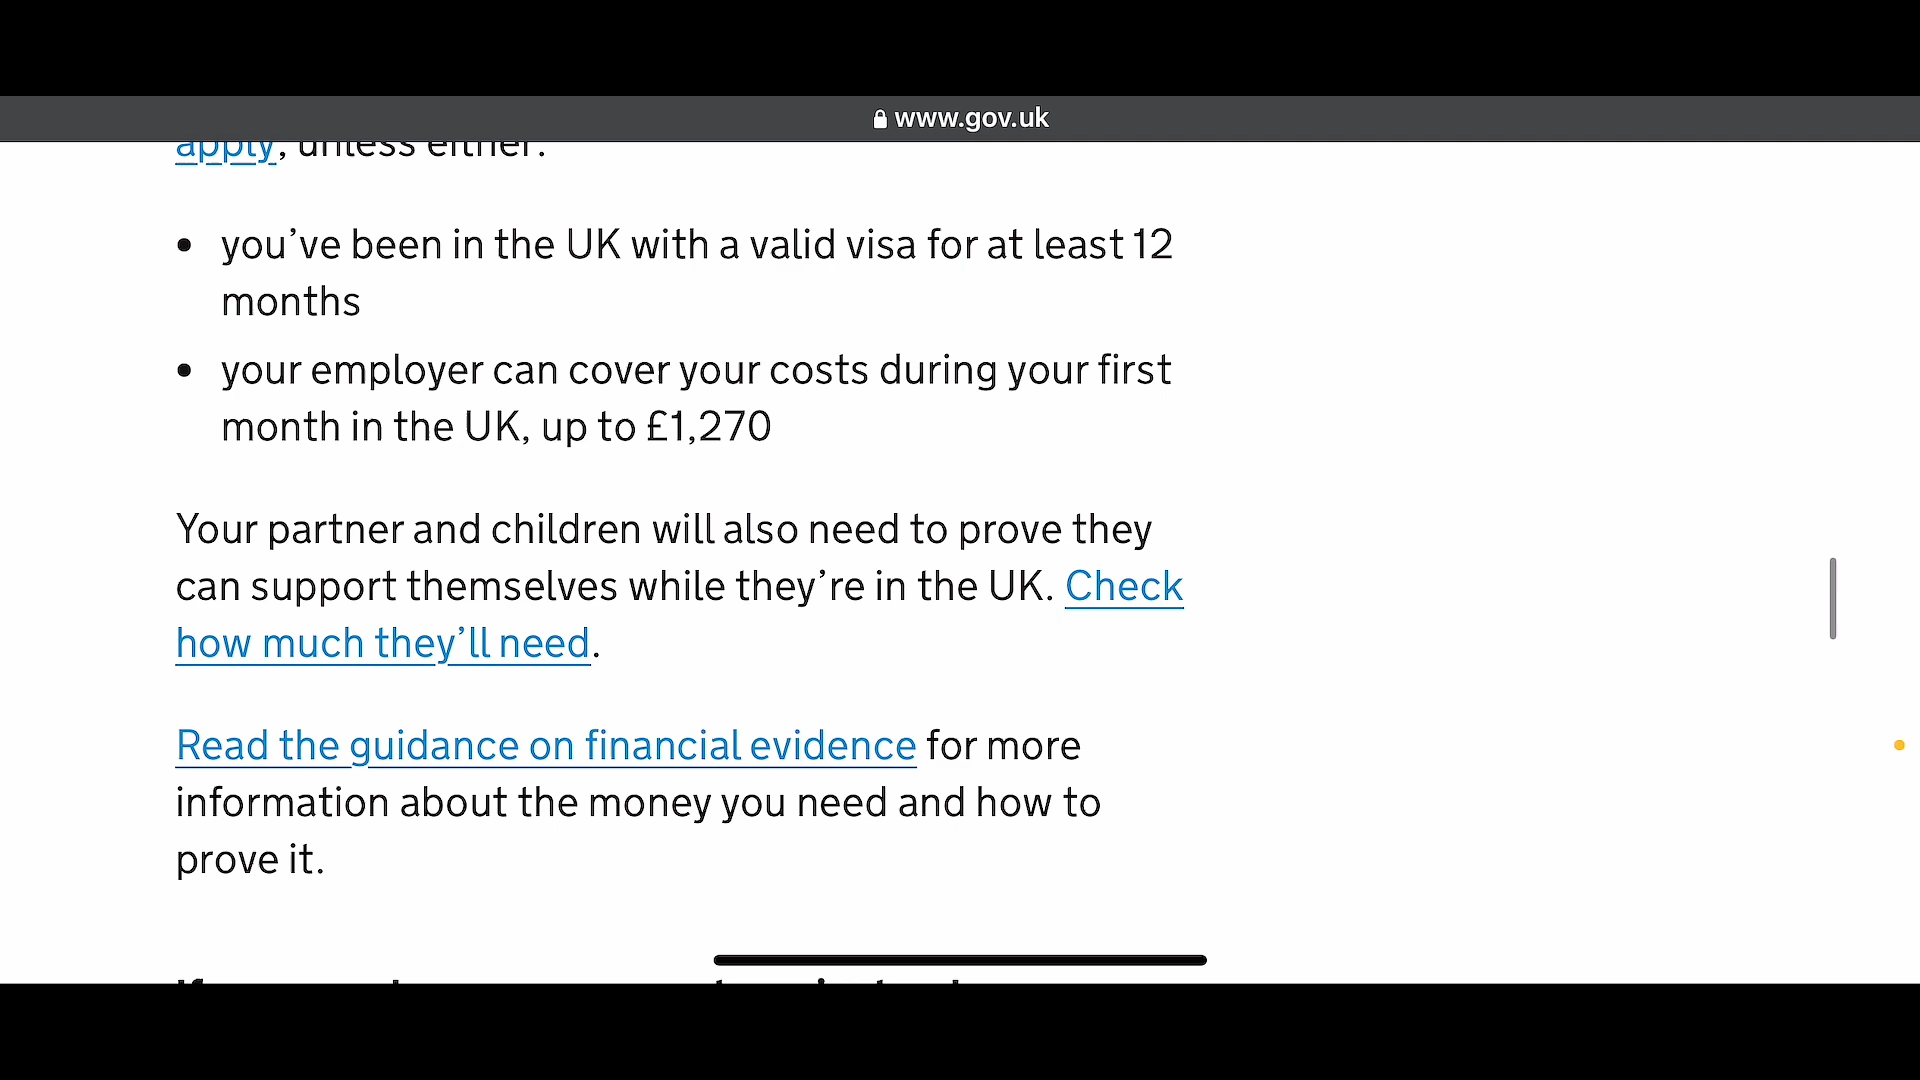 www.gov.uk
apply, unless either:
• you’ve been in the UK with a valid visa for at least 12
months
• your employer can cover your costs during your first
month in the UK, up to £1,270
Your partner and children will also need to prove they
can support themselves while they’re in the UK. Check
how much they’ll need.
Read the guidance on financial evidence for more
information about the money you need and how to
prove it.